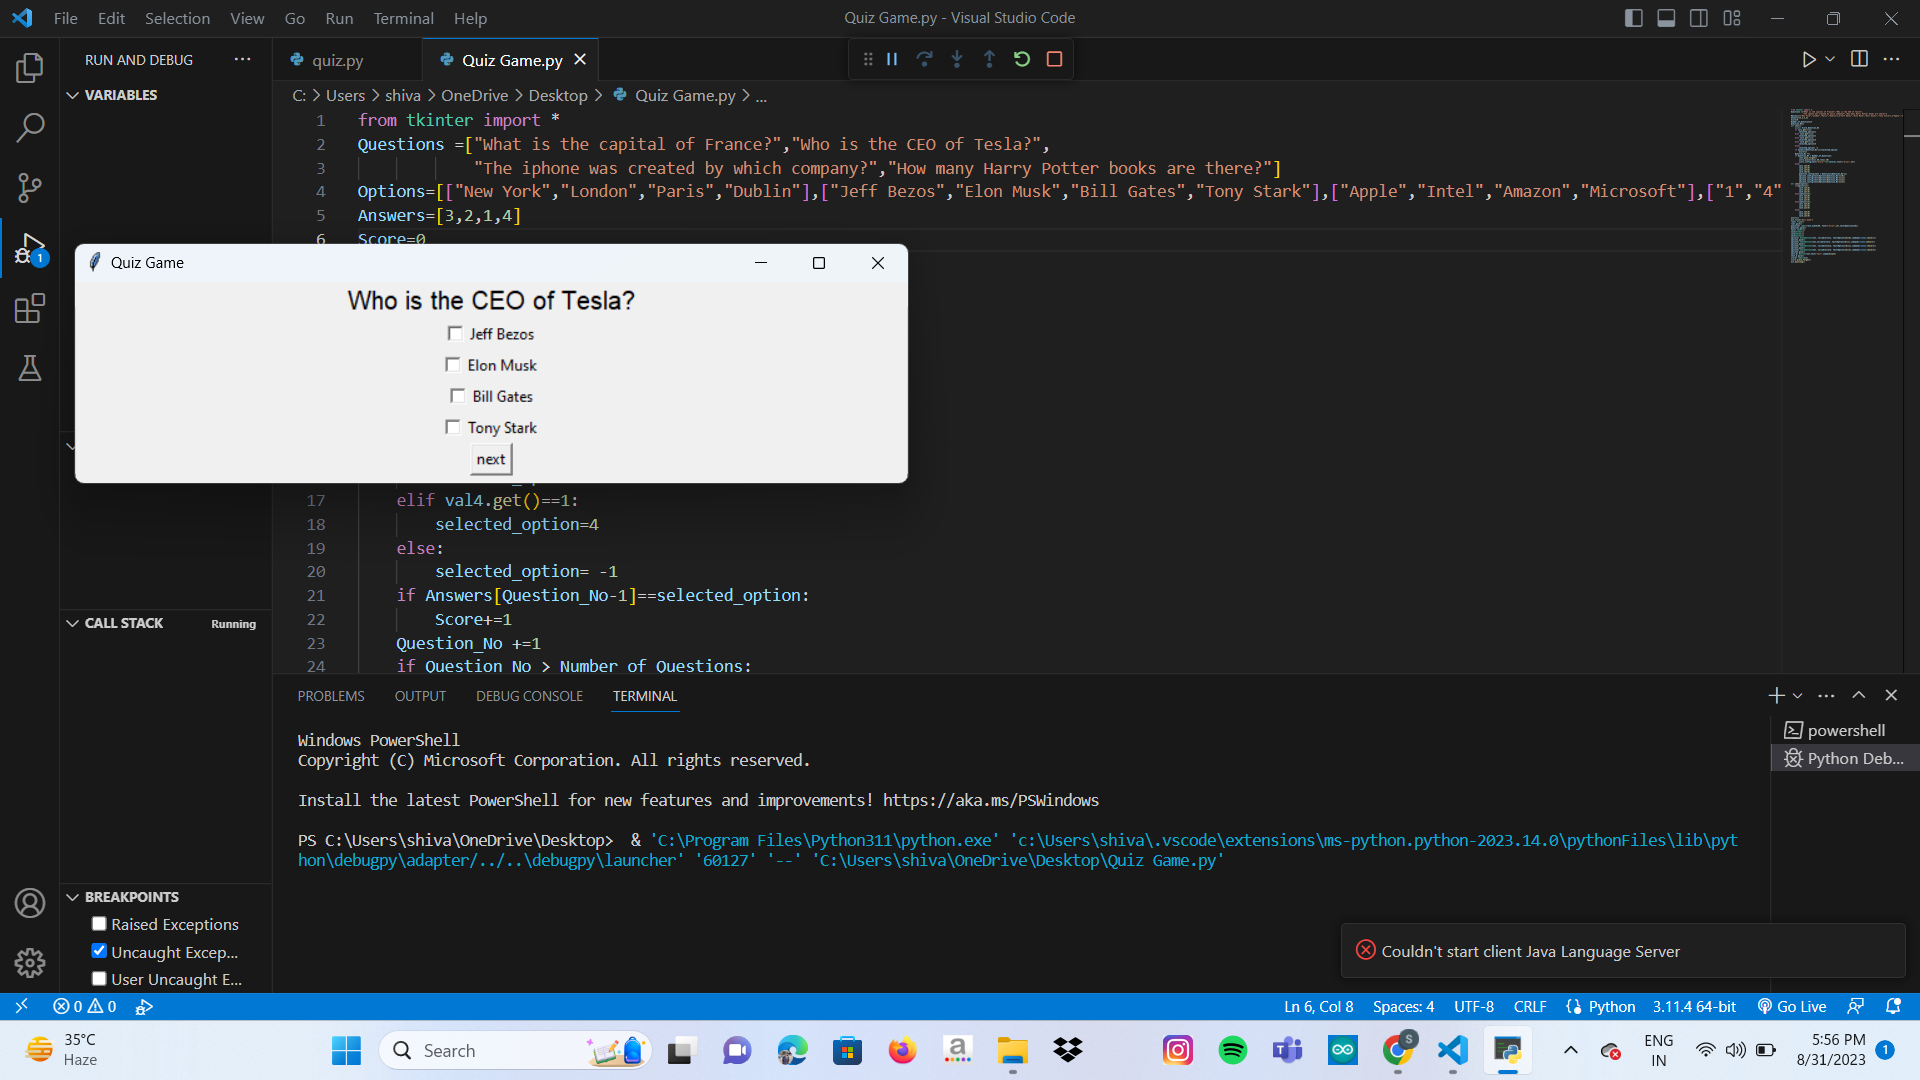 File Edit Selection View Go Run Terminal Help
Quiz Game.py - Visual Studio Code
RUN AND DEBUG
quiz.py
Quiz Game.py
VARIABLES
C: > Users > shiva > OneDrive > Desktop > Quiz Game.py > ...
1 from tkinter import *
2 Questions =["What is the capital of France?","Who is the CEO of Tesla?",
3 "The iphone was created by which company?","How many Harry Potter books are there?"]
4 Options=[["New York","London","Paris","Dublin"],["Jeff Bezos","Elon Musk","Bill Gates","Tony Stark"],["Apple","Intel","Amazon","Microsoft"],["1","4"
5 Answers=[3,2,1,4]
6 Score=0
1
Quiz Game
Who is the CEO of Tesla?
Jeff Bezos
Elon Musk
Bill Gates
Tony Stark
next
17 elif val4.get()==1:
18 selected_option=4
19 else:
20 selected_option= -1
21 if Answers[Question_No-1]==selected_option:
22 Score+=1
23 Question_No +=1
24 if Question_No > Number_of_Questions:
CALL STACK
Running
PROBLEMS OUTPUT DEBUG CONSOLE TERMINAL
powershell
Python Deb...
Windows PowerShell
Copyright (C) Microsoft Corporation. All rights reserved.
Install the latest PowerShell for new features and improvements! https://aka.ms/PSWindows
PS C:\Users\shiva\OneDrive\Desktop>  & 'C:\Program Files\Python311\python.exe' 'c:\Users\shiva\.vscode\extensions\ms-python.python-2023.14.0\pythonFiles\lib\pyt
hon\debugpy\adapter/../..\debugpy\launcher' '60127' '--' 'C:\Users\shiva\OneDrive\Desktop\Quiz Game.py'
BREAKPOINTS
Raised Exceptions
Uncaught Excep...
User Uncaught E...
Couldn't start client Java Language Server
0 0
Ln 6, Col 8 Spaces: 4 UTF-8 CRLF Python 3.11.4 64-bit Go Live
35°C
Haze
Search
a
S
ENG
IN
5:56 PM
8/31/2023
1